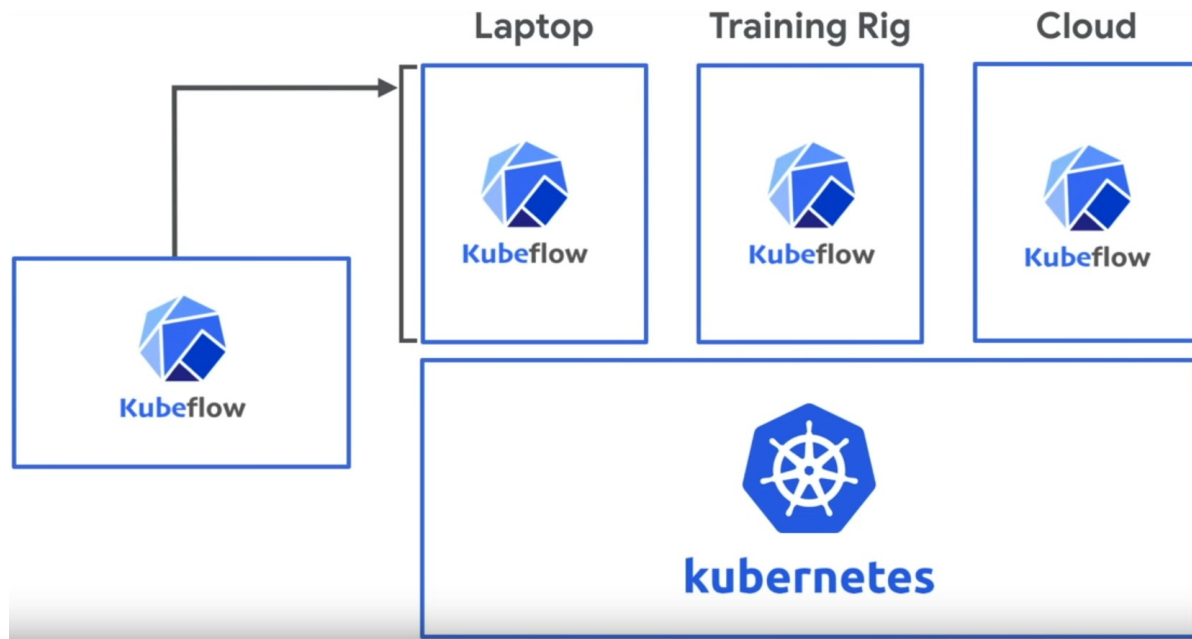 Laptop
Training Rig
Cloud
Kubeflow
Kubeflow
Kubeflow
Kubeflow
kubernetes